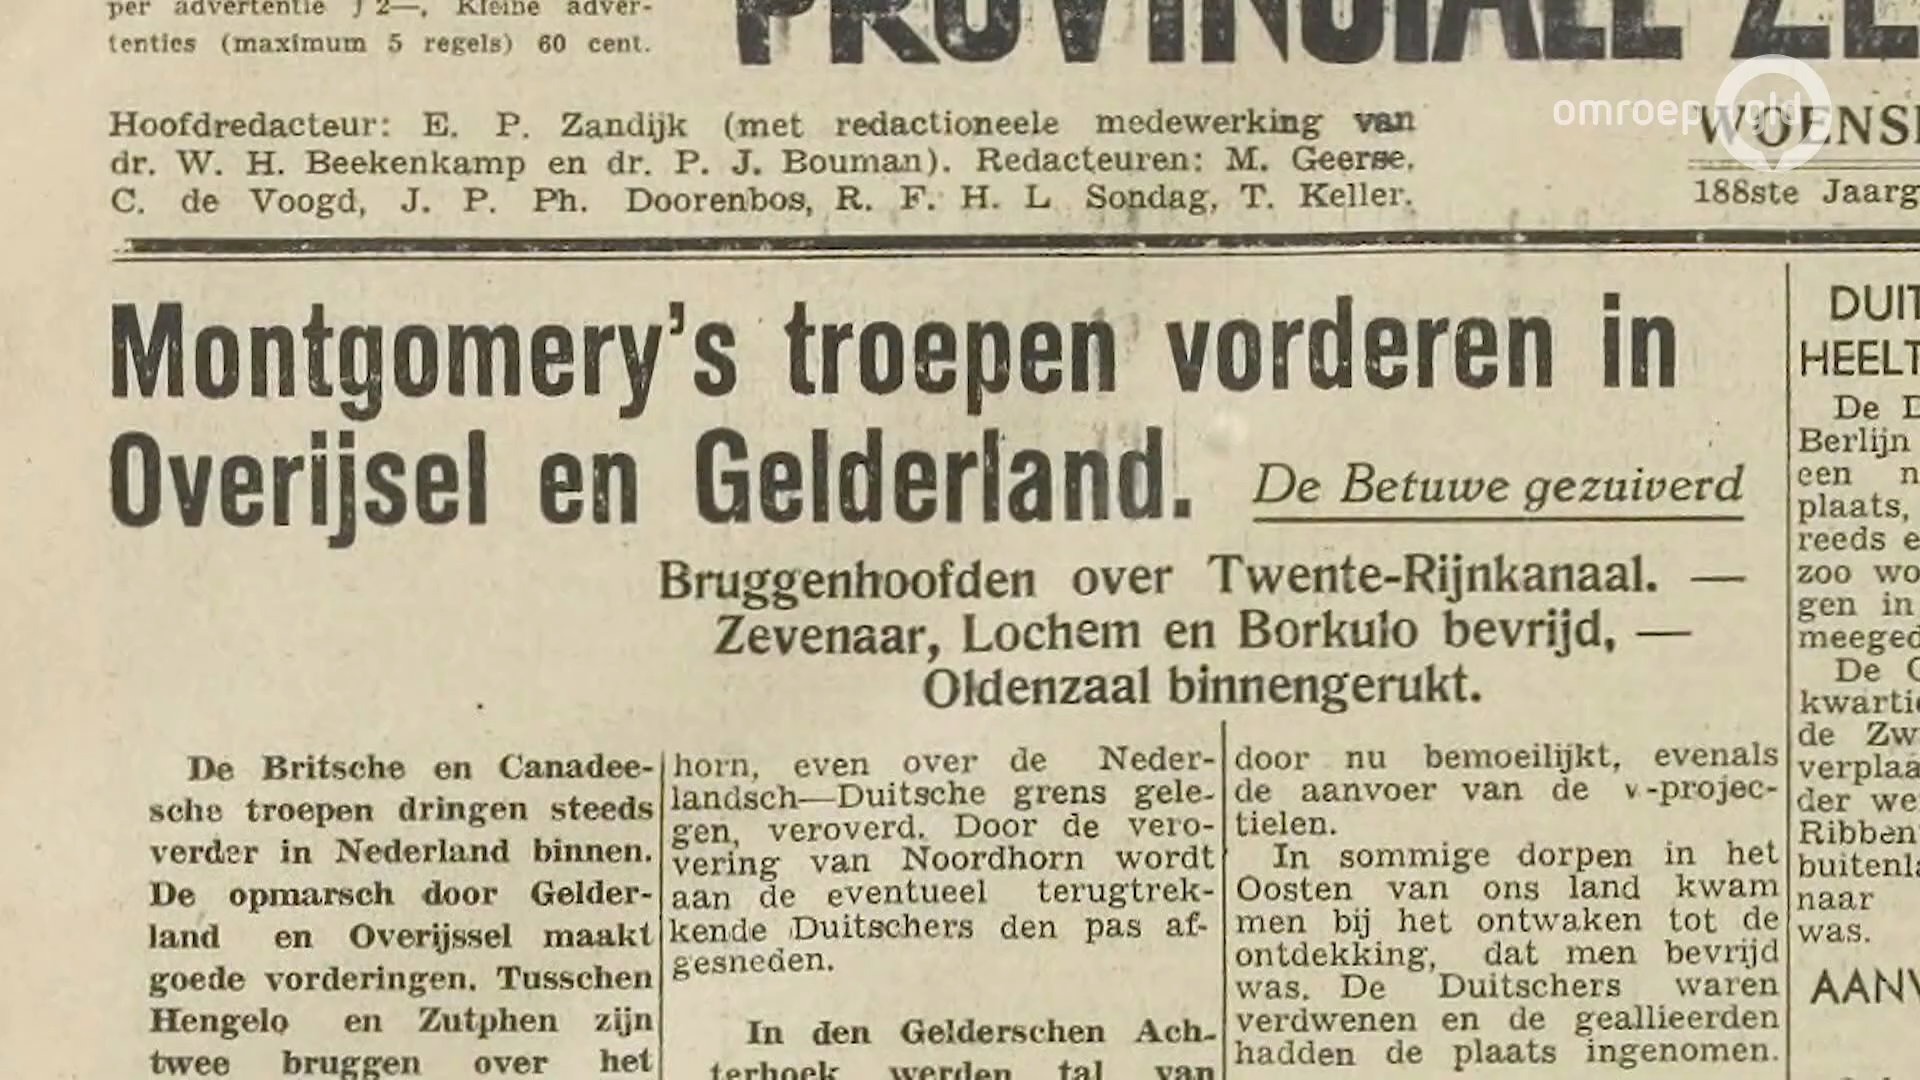 per advertentie f 2—, Kleine adver-
tenties (maximum 5 regels) 60 cent.
PROVINCIALE ZE
omroep gld
Hoofdredacteur: E. P. Zandijk (met redactioneele medewerking van
dr. W. H. Beekenkamp en dr. P. J. Bouman). Redacteuren: M. Geerse,
C. de Voogd, J. P. Ph. Doorenbos, R. F. H. L Sondag, T. Keller.
WOENS
188ste Jaarg
Montgomery's troepen vorderen in
Overijsel en Gelderland.
De Betuwe gezuiverd
Bruggenhoofden over Twente-Rijnkanaal. —
Zevenaar, Lochem en Borkulo bevrijd, —
Oldenzaal binnengerukt.
De Britsche en Canadee-
sche troepen dringen steeds
verder in Nederland binnen.
De opmarsch door Gelder-
land en Overijssel maakt
goede vorderingen. Tusschen
Hengelo en Zutphen zijn
twee bruggen over het
horn, even over de Neder-
landsch—Duitsche grens gele-
gen, veroverd. Door de vero-
vering van Noordhorn wordt
aan de eventueel terugtrek-
kende Duitschers den pas af-
gesneden.
In den Gelderschen Ach-
terhoek werden tal van
door nu bemoeilijkt, evenals
de aanvoer van de v-projec-
tielen.
In sommige dorpen in het
Oosten van ons land kwam
men bij het ontwaken tot de
ontdekking, dat men bevrijd
was. De Duitschers waren
verdwenen en de geallieerden
hadden de plaats ingenomen.
DUIT
HEELT
De D
Berlijn
een n
plaats,
reeds e
zoo wo
gen in
meeged
De G
kwartie
de Zw
verplaa
der we
Ribben
buitenla
naar
was.
AANV